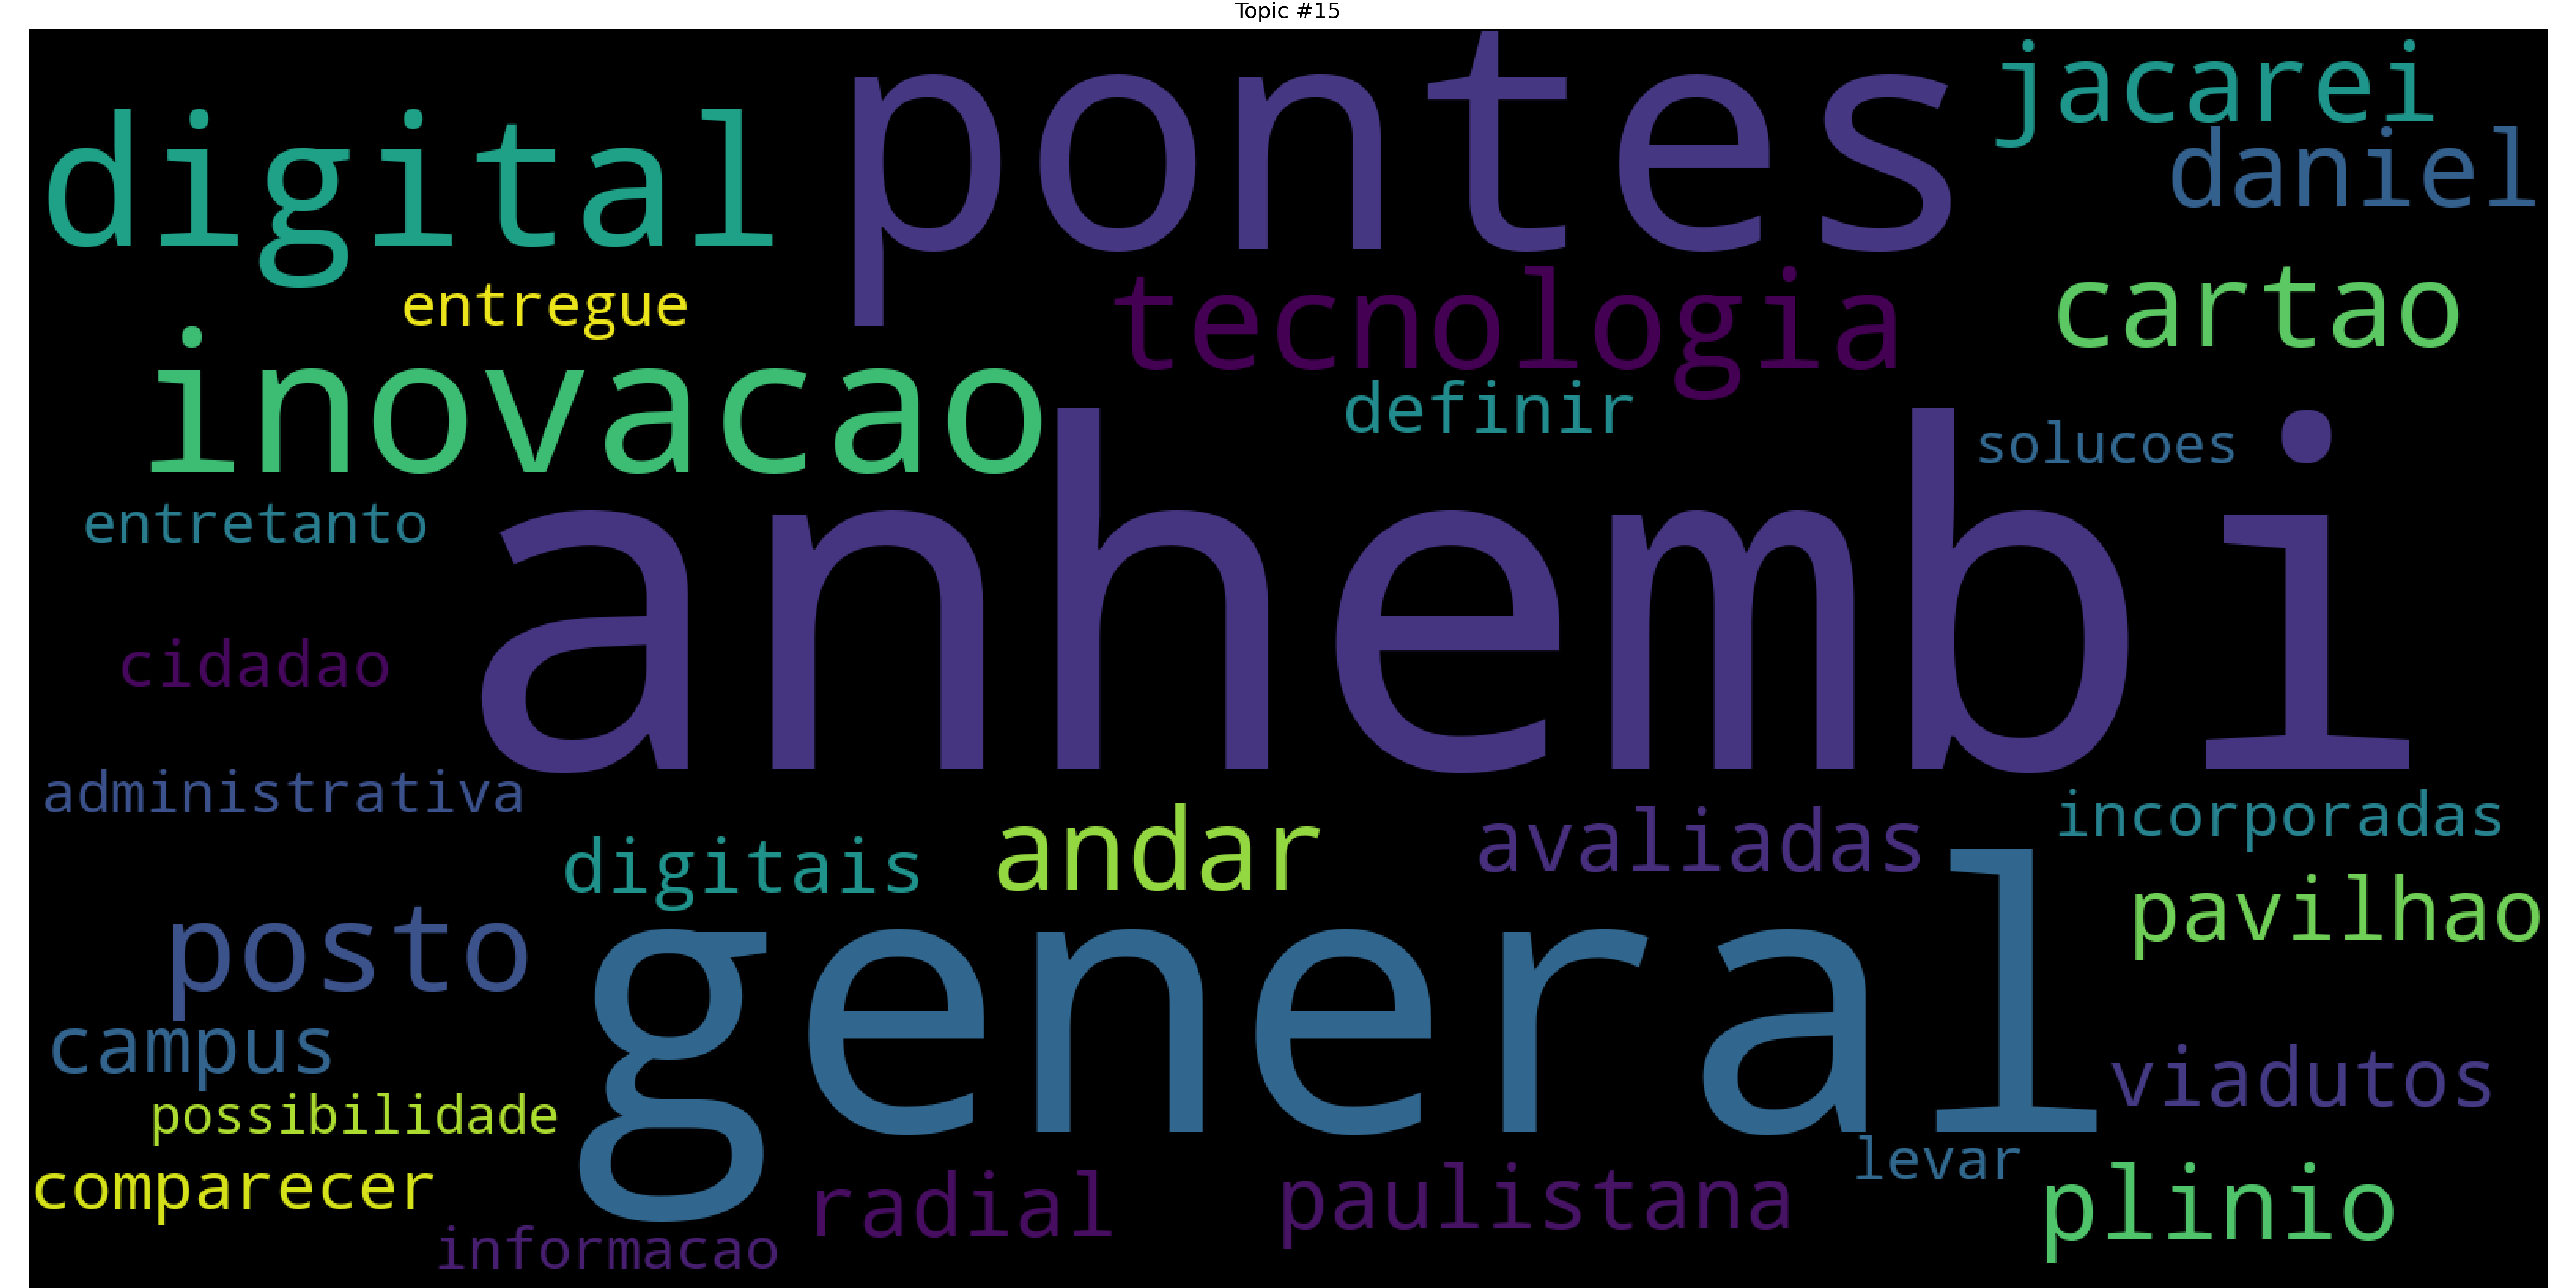 Topic #15
pontes
jacarei
digital
daniel
entregue
tecnologia
cartao
inovacao
definir
solucoes
entretanto
anhembi
cidadao
administrativa
digitais
andar
avaliadas
incorporadas
posto
general
pavilhao
campus
viadutos
possibilidade
levar
comparecer
radial
paulistana
plinio
informacao